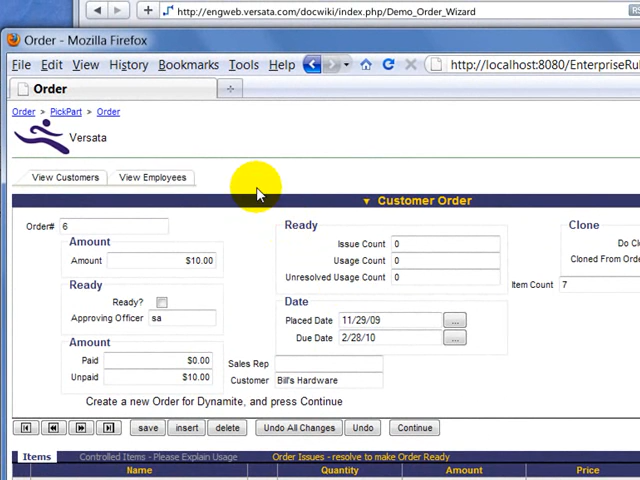 http://engweb.versata.com/docwiki/index.php/Demo_Order_Wizard
RS
Order - Mozilla Firefox
File Edit View History Bookmarks Tools Help http://localhost:8080/EnterpriseRul
Order
Order > PickPart > Order
Versata
View Customers View Employees
Customer Order
Order# 6
Amount
Amount $10.00
Ready
Ready?
Approving Officer sa
Amount
Paid $0.00
Unpaid $10.00
Ready
Issue Count 0
Usage Count 0
Unresolved Usage Count 0
Date
Placed Date 11/29/09 ...
Due Date 2/28/10 ...
Sales Rep
Customer Bill's Hardware
Clone
Do Cl
Cloned From Orde
Item Count 7
Create a new Order for Dynamite, and press Continue
save insert delete Undo All Changes Undo Continue
Items Controlled Items - Please Explain Usage Order Issues - resolve to make Order Ready
Name Quantity Amount Price